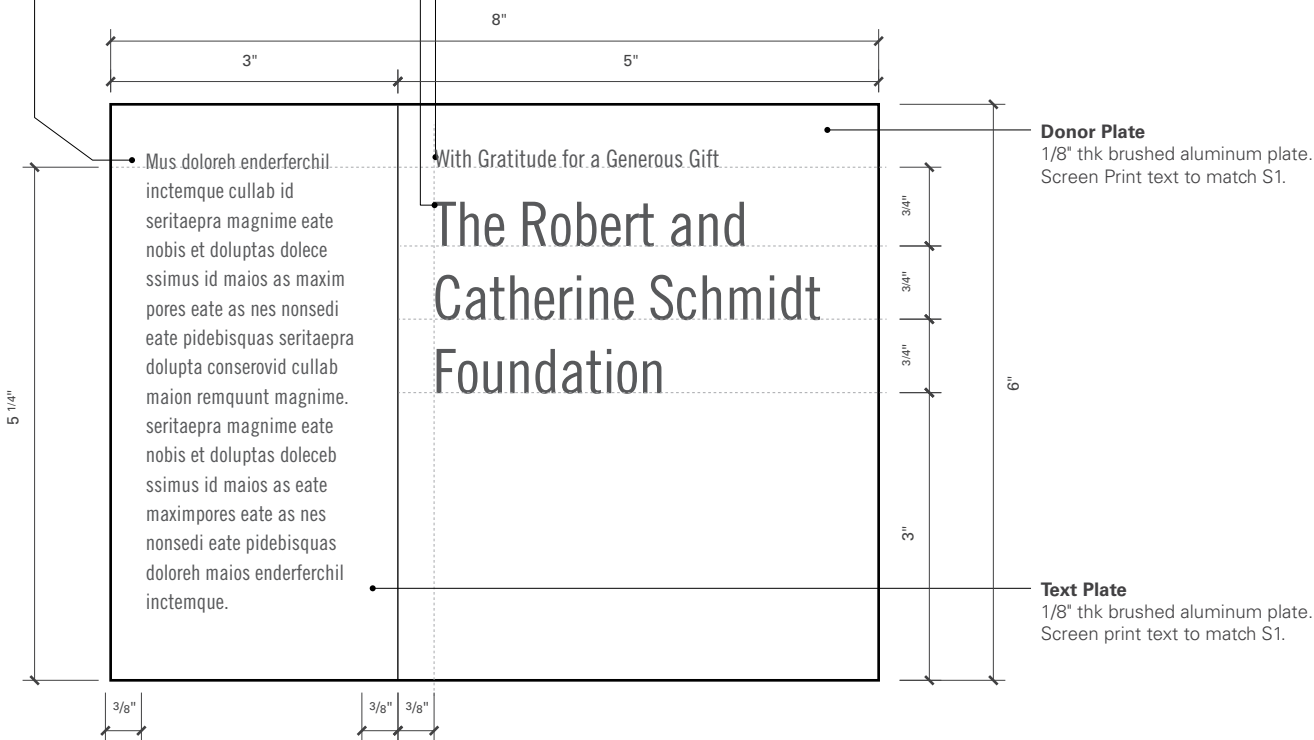 8"
3"
5"
Mus doloreh enderferchil
inctemque cullab id
seritaepra magnime eate
nobis et doluptas dolece
ssimus id maios as maxim
pores eate as nes nonsedi
eate pidebisquas seritaepra
dolupta conserovid cullab
maion remquunt magnime.
seritaepra magnime eate
nobis et doluptas doleceb
ssimus id maios as eate
maximpores eate as nes
nonsedi eate pidebisquas
doloreh maios enderferchil
inctemque.
With Gratitude for a Generous Gift
The Robert and
Catherine Schmidt
Foundation
Donor Plate
1/8" thk brushed aluminum plate.
Screen Print text to match S1.
3/4"
3/4"
3/4"
3"
6"
5 1/4"
Text Plate
1/8" thk brushed aluminum plate.
Screen print text to match S1.
3/8"
3/8"
3/8"